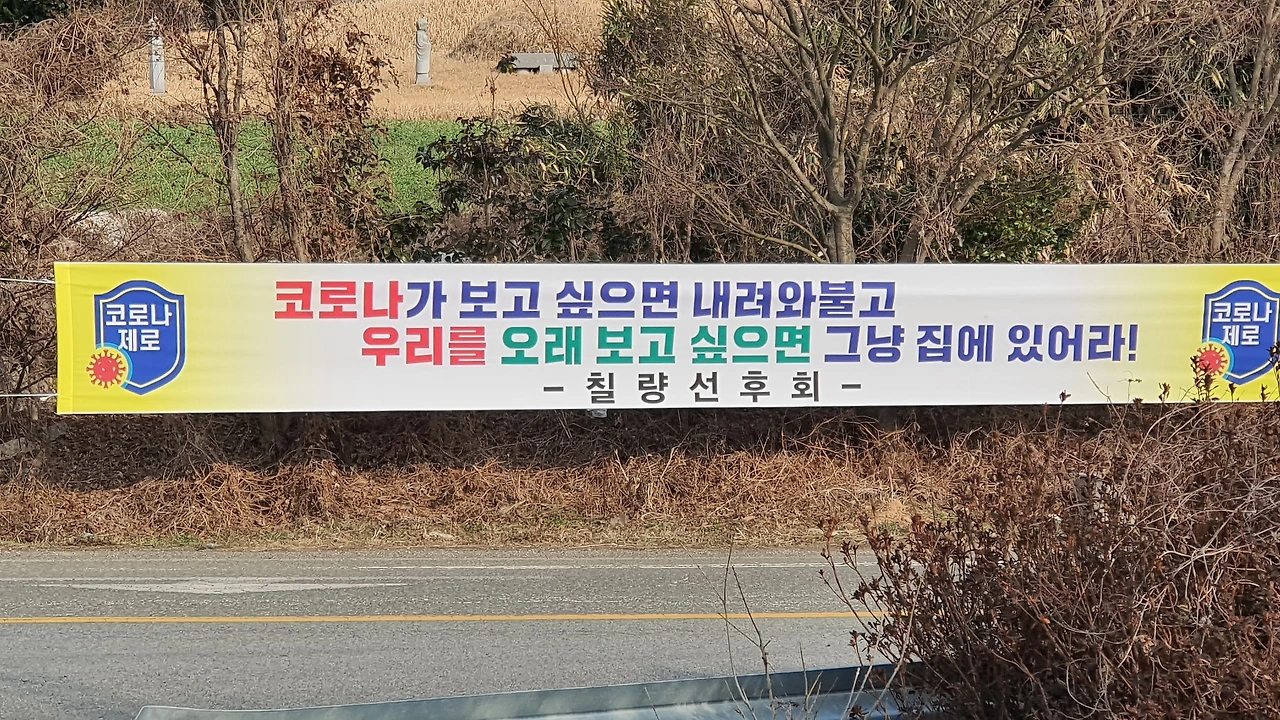 코로나
제로
코로나가 보고 싶으면 내려와불고
우리를 오래 보고 싶으면 그냥 집에 있어라!
- 칠량선후회 -
코로나
제로